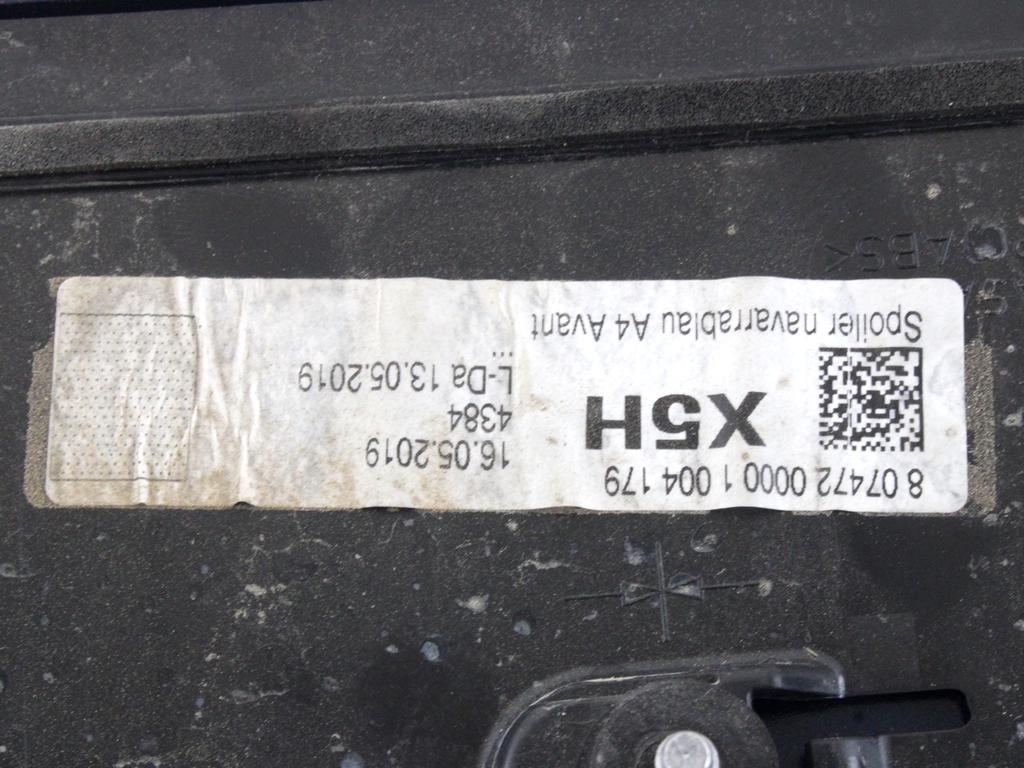 8 07472 0000 1 004 179
X5H
16.05.2019
4384
L-Da 13.05.2019
...
Spoiler navarrablau A4 Avant
ABS<